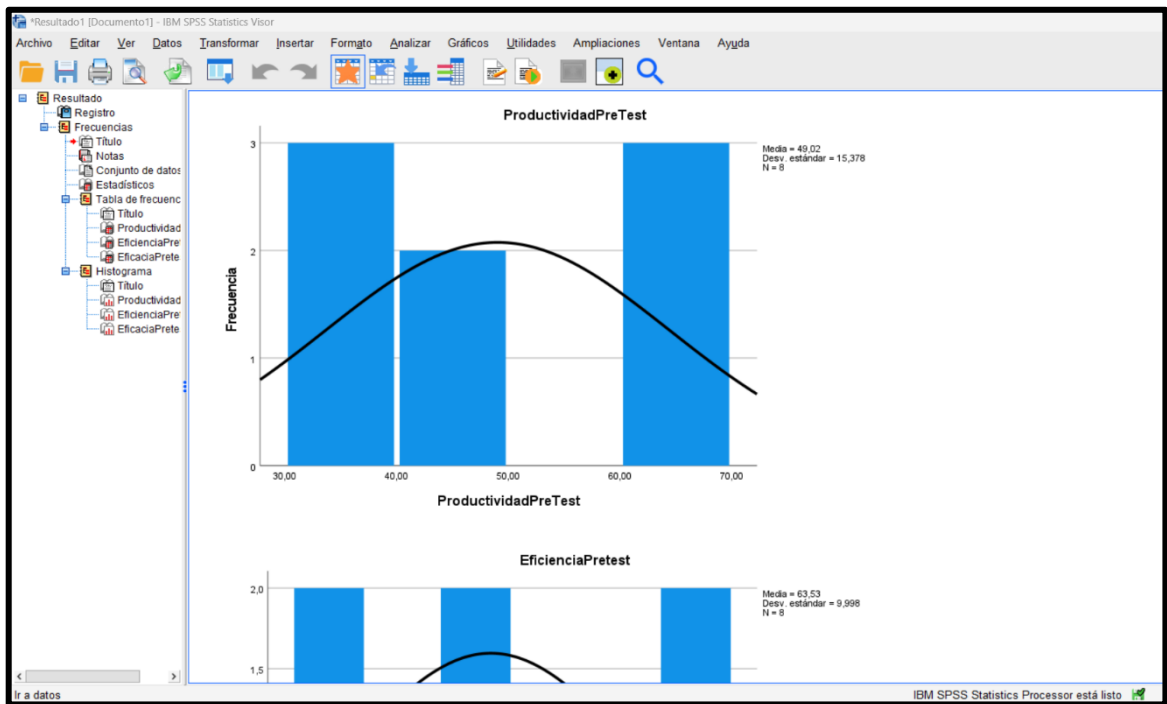 *Resultado1 [Documento1] - IBM SPSS Statistics Visor
Archivo Editar Ver Datos Transformar Insertar Formato Analizar Gráficos Utilidades Ampliaciones Ventana Ayuda
Resultado
Registro
Frecuencias
Título
Notas
Conjunto de datos
Estadísticos
Tabla de frecuenc
Título
Productividad
EficienciaPre
EficaciaPrete
Histograma
Título
Productividad
EficienciaPre
EficaciaPrete
ProductividadPreTest
Media = 49,02
Desv. estándar = 15,378
N = 8
Frecuencia
3
2
1
0
30,00 40,00 50,00 60,00 70,00
ProductividadPreTest
EficienciaPretest
Media = 63,53
Desv. estándar = 9,998
N = 8
2,0
1,5
Ir a datos
IBM SPSS Statistics Processor está listo